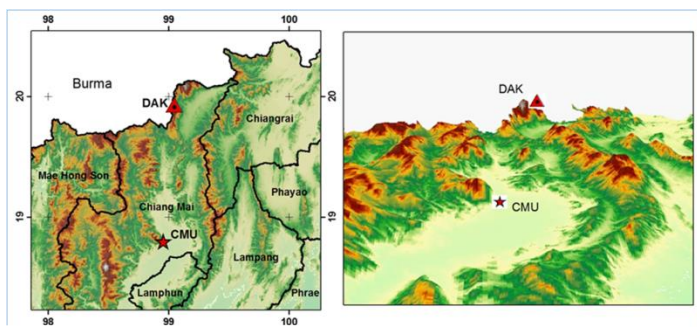 98 99 100
Burma
DAK
20 20
Chiangrai
Mae Hong Son
Phayao
Chiang Mai
19 19
CMU
Lampang
Lamphun
Phrae
98 99 100
DAK
CMU